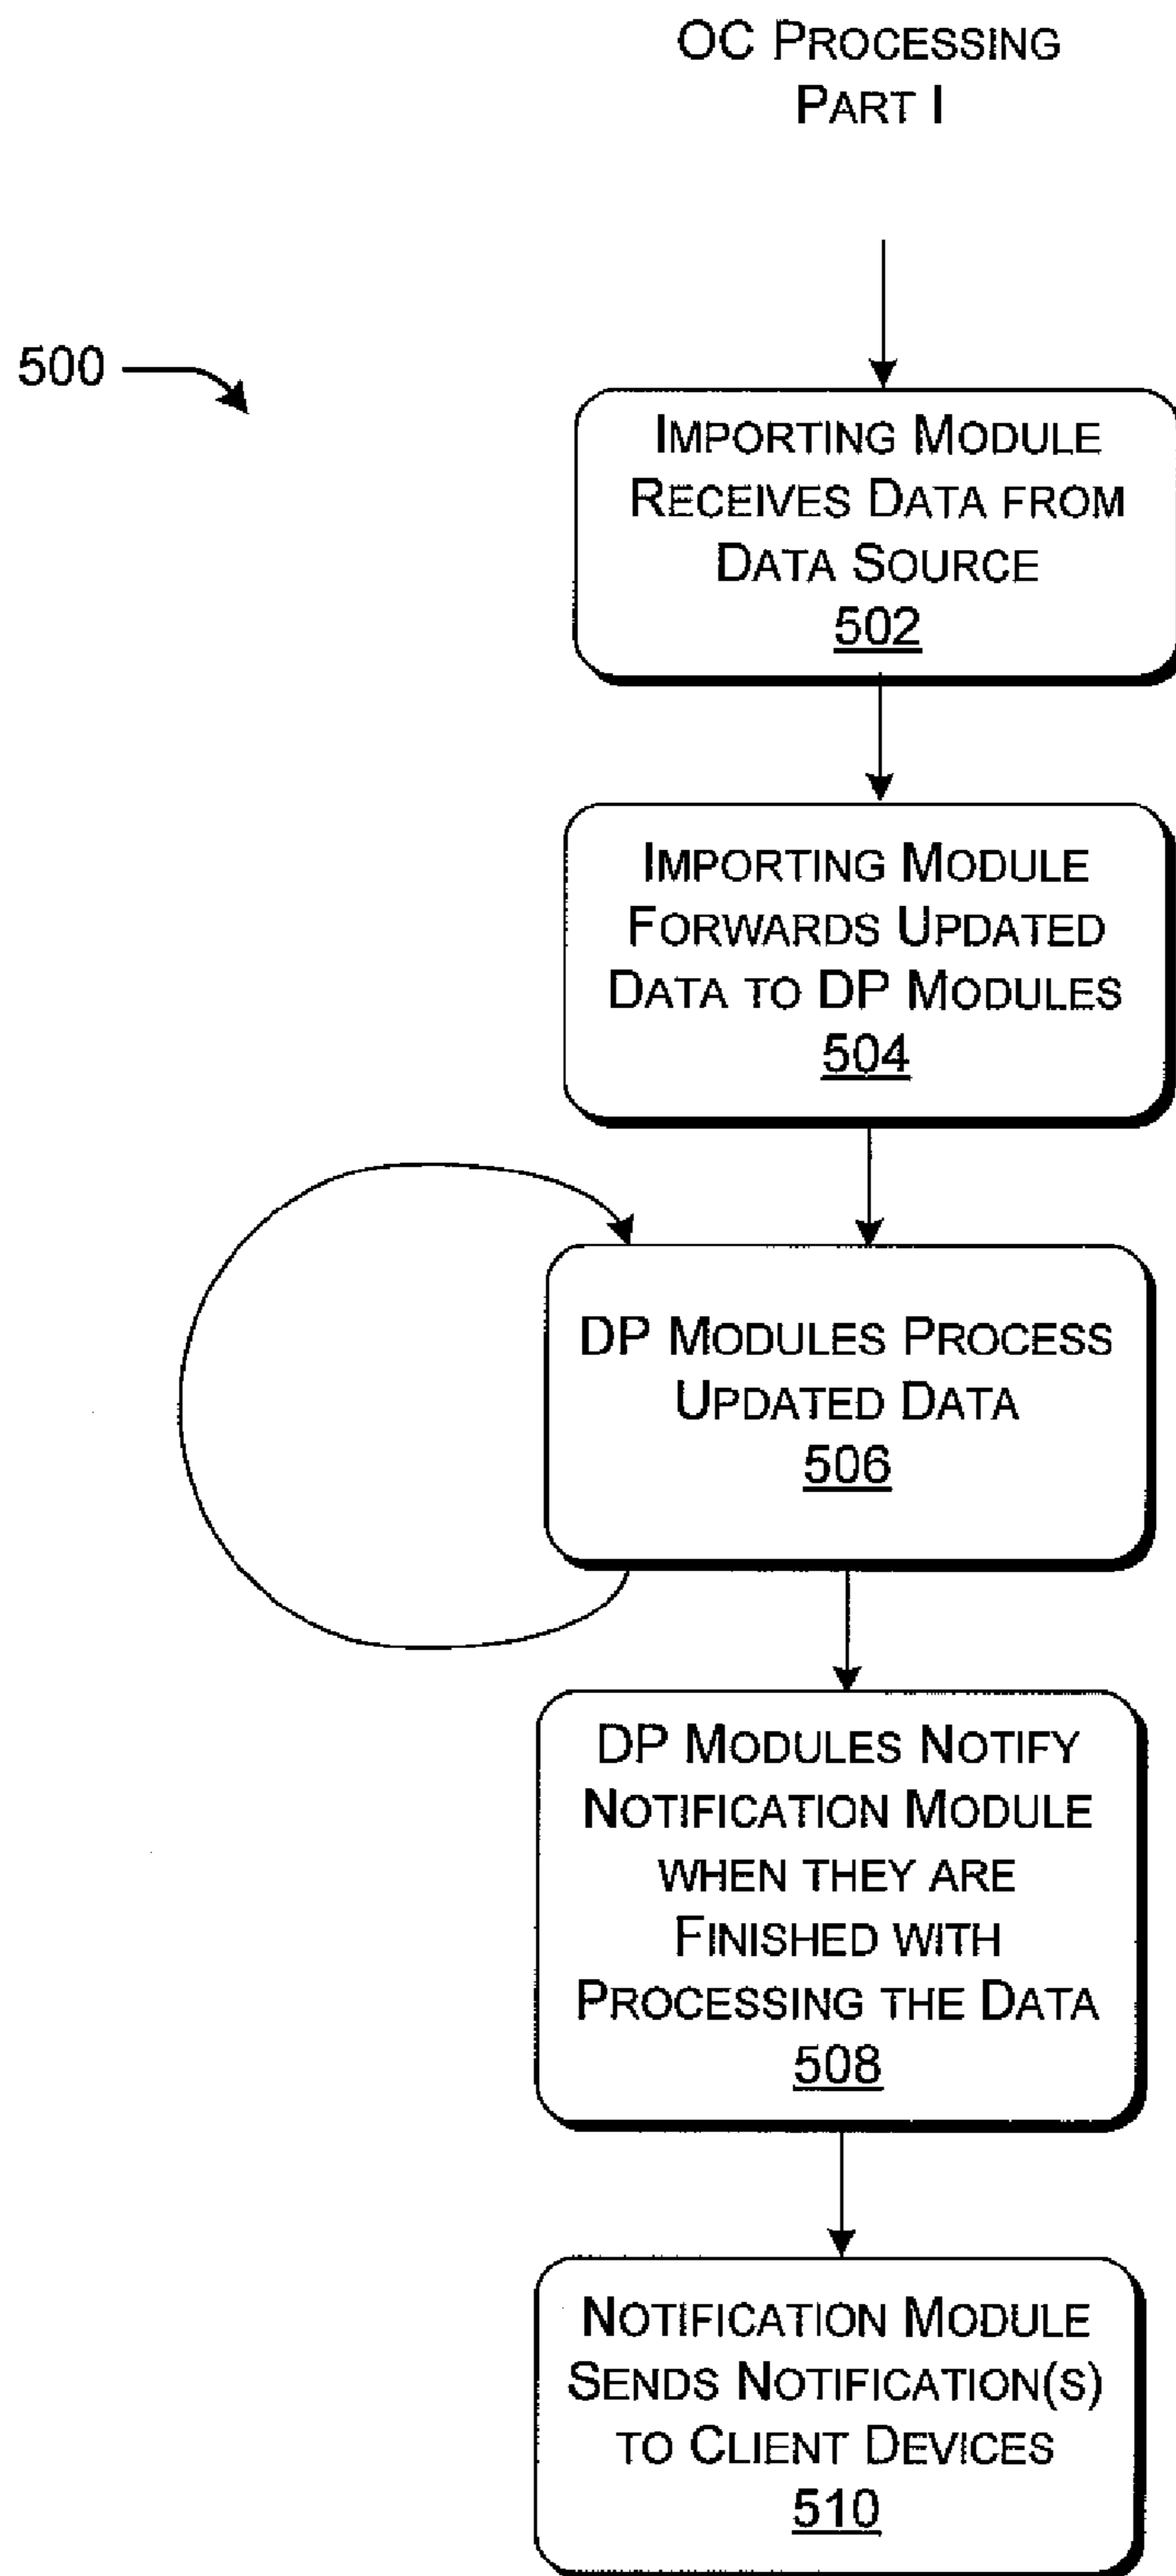 OC PROCESSING
PART I
500
IMPORTING MODULE
RECEIVES DATA FROM
DATA SOURCE
502
IMPORTING MODULE
FORWARDS UPDATED
DATA TO DP MODULES
504
DP MODULES PROCESS
UPDATED DATA
506
DP MODULES NOTIFY
NOTIFICATION MODULE
WHEN THEY ARE
FINISHED WITH
PROCESSING THE DATA
508
NOTIFICATION MODULE
SENDS NOTIFICATION(S)
TO CLIENT DEVICES
510